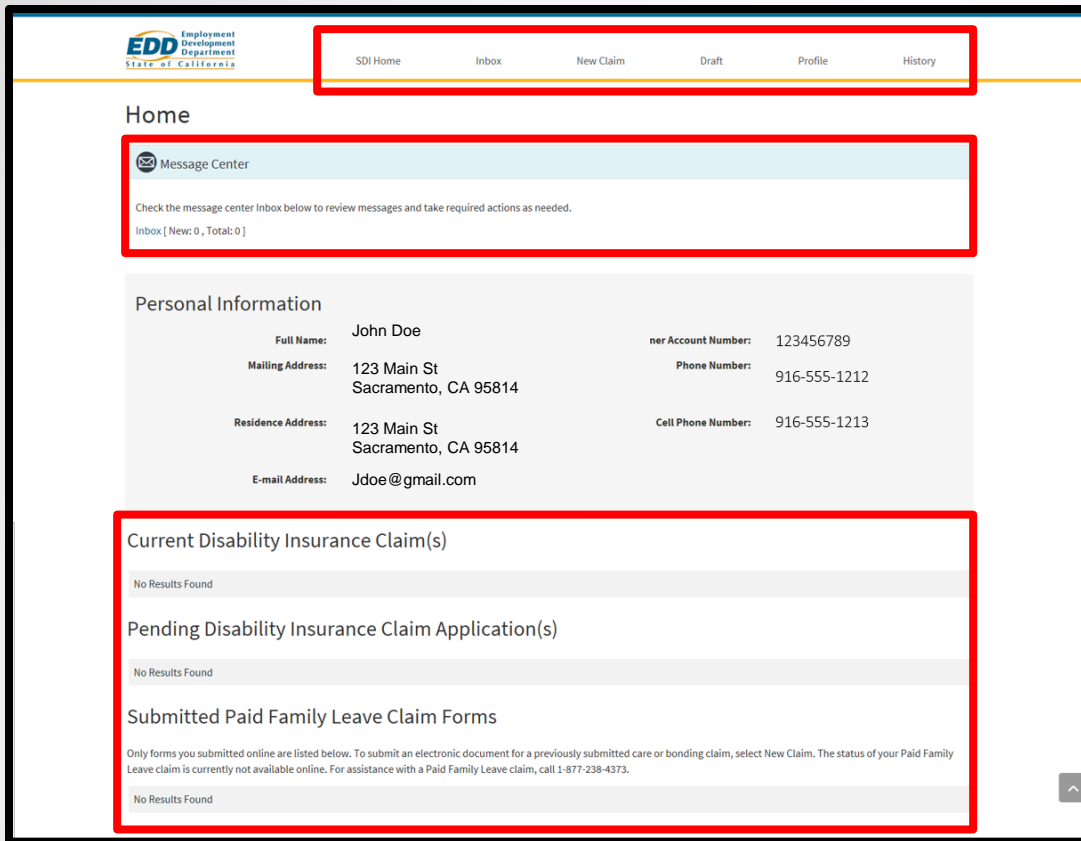 EDD Employment
Development
Department
State of California
SDI Home Inbox New Claim Draft Profile History
Home
Message Center
Check the message center Inbox below to review messages and take required actions as needed.
Inbox [ New: 0 , Total: 0 ]
Personal Information
Full Name: John Doe ner Account Number: 123456789
Mailing Address: 123 Main St Phone Number: 916-555-1212
Sacramento, CA 95814
Residence Address: 123 Main St Cell Phone Number: 916-555-1213
Sacramento, CA 95814
E-mail Address: Jdoe@gmail.com
Current Disability Insurance Claim(s)
No Results Found
Pending Disability Insurance Claim Application(s)
No Results Found
Submitted Paid Family Leave Claim Forms
Only forms you submitted online are listed below. To submit an electronic document for a previously submitted care or bonding claim, select New Claim. The status of your Paid Family
Leave claim is currently not available online. For assistance with a Paid Family Leave claim, call 1-877-238-4373.
No Results Found